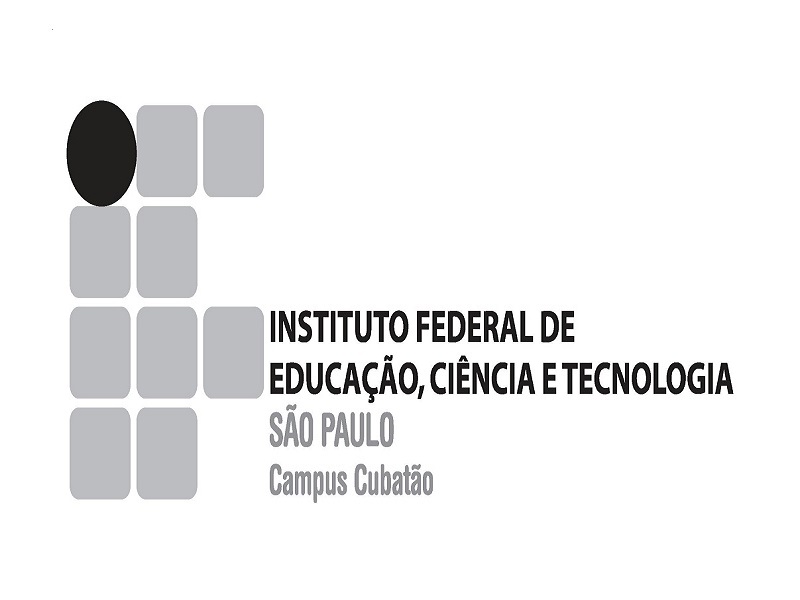 INSTITUTO FEDERAL DE
EDUCAÇÃO, CIÊNCIA E TECNOLOGIA
SÃO PAULO
Campus Cubatão